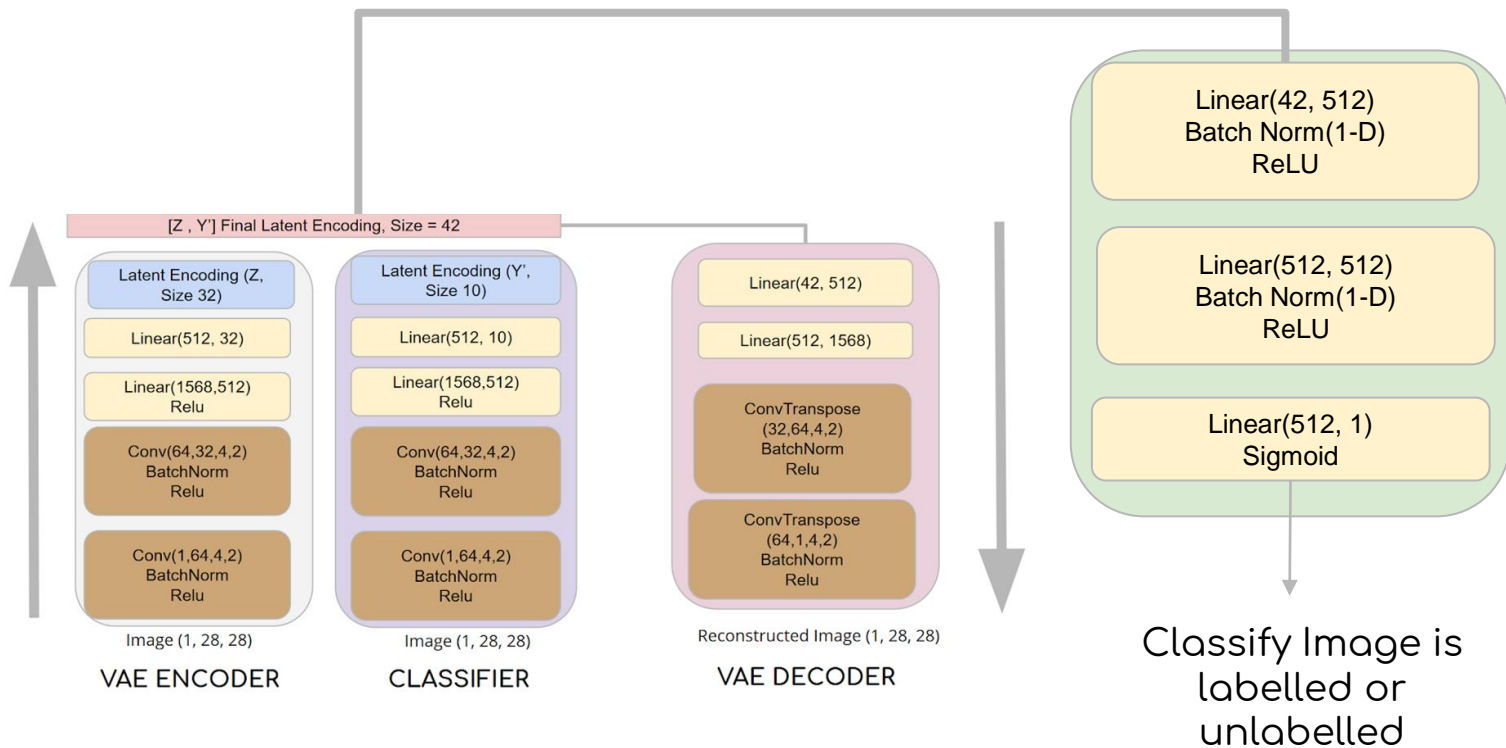 [Z , Y'] Final Latent Encoding, Size = 42
Latent Encoding (Z,
Size 32)
Linear(512, 32)
Linear(1568,512)
Relu
Conv(64,32,4,2)
BatchNorm
Relu
Conv(1,64,4,2)
BatchNorm
Relu
Image (1, 28, 28)
VAE ENCODER
Latent Encoding (Y’,
Size 10)
Linear(512, 10)
Linear(1568,512)
Relu
Conv(64,32,4,2)
BatchNorm
Relu
Conv(1,64,4,2)
BatchNorm
Relu
Image (1, 28, 28)
CLASSIFIER
Linear(42, 512)
Linear(512, 1568)
ConvTranspose
(32,64,4,2)
BatchNorm
Relu
ConvTranspose
(64,1,4,2)
BatchNorm
Relu
Reconstructed Image (1, 28, 28)
VAE DECODER
Linear(42, 512)
Batch Norm(1-D)
ReLU
Linear(512, 512)
Batch Norm(1-D)
ReLU
Linear(512, 1)
Sigmoid
Classify Image is
labelled or
unlabelled